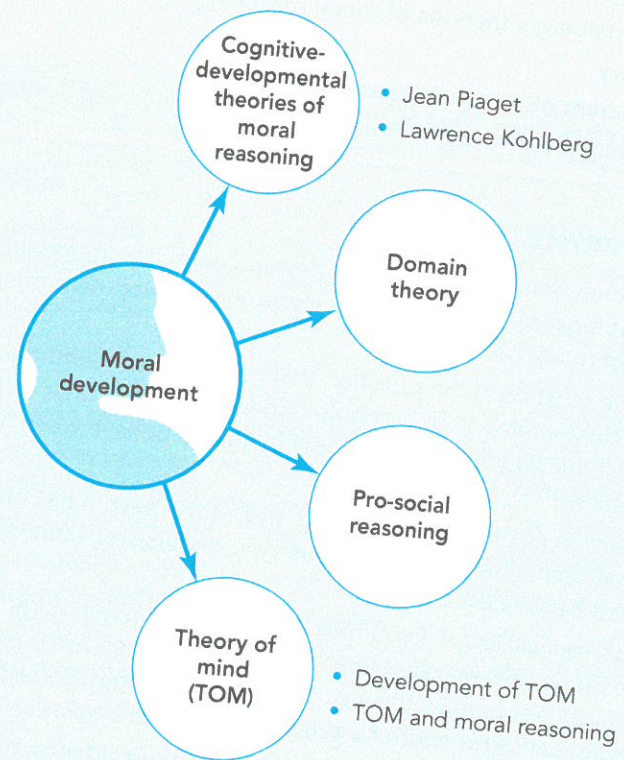 Cognitive-
developmental
theories of
moral
reasoning
• Jean Piaget
• Lawrence Kohlberg
Domain
theory
Moral
development
Pro-social
reasoning
Theory of
mind
(TOM)
• Development of TOM
• TOM and moral reasoning